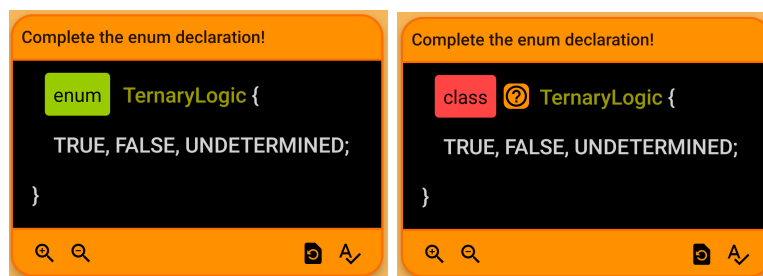 Complete the enum declaration!
enum TernaryLogic {
TRUE, FALSE, UNDETERMINED;
}
Complete the enum declaration!
class ? TernaryLogic {
TRUE, FALSE, UNDETERMINED;
}